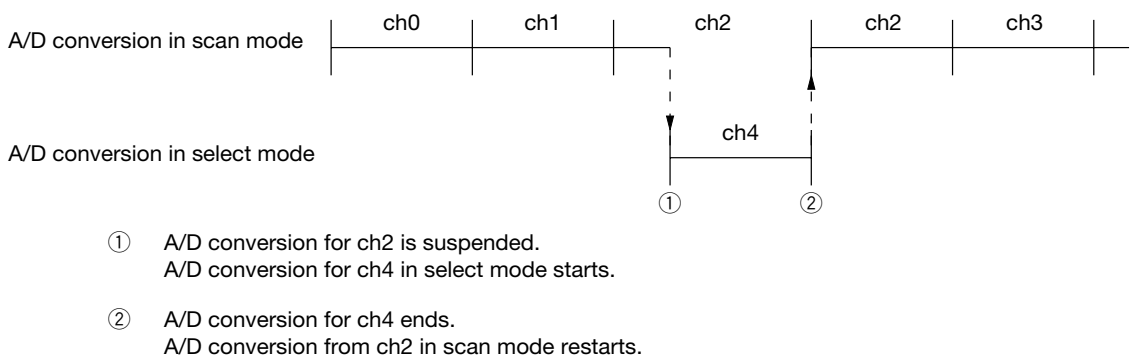 ch0 ch1 ch2 ch2 ch3
A/D conversion in scan mode
ch4
A/D conversion in select mode
① ②
① A/D conversion for ch2 is suspended.
A/D conversion for ch4 in select mode starts.
② A/D conversion for ch4 ends.
A/D conversion from ch2 in scan mode restarts.